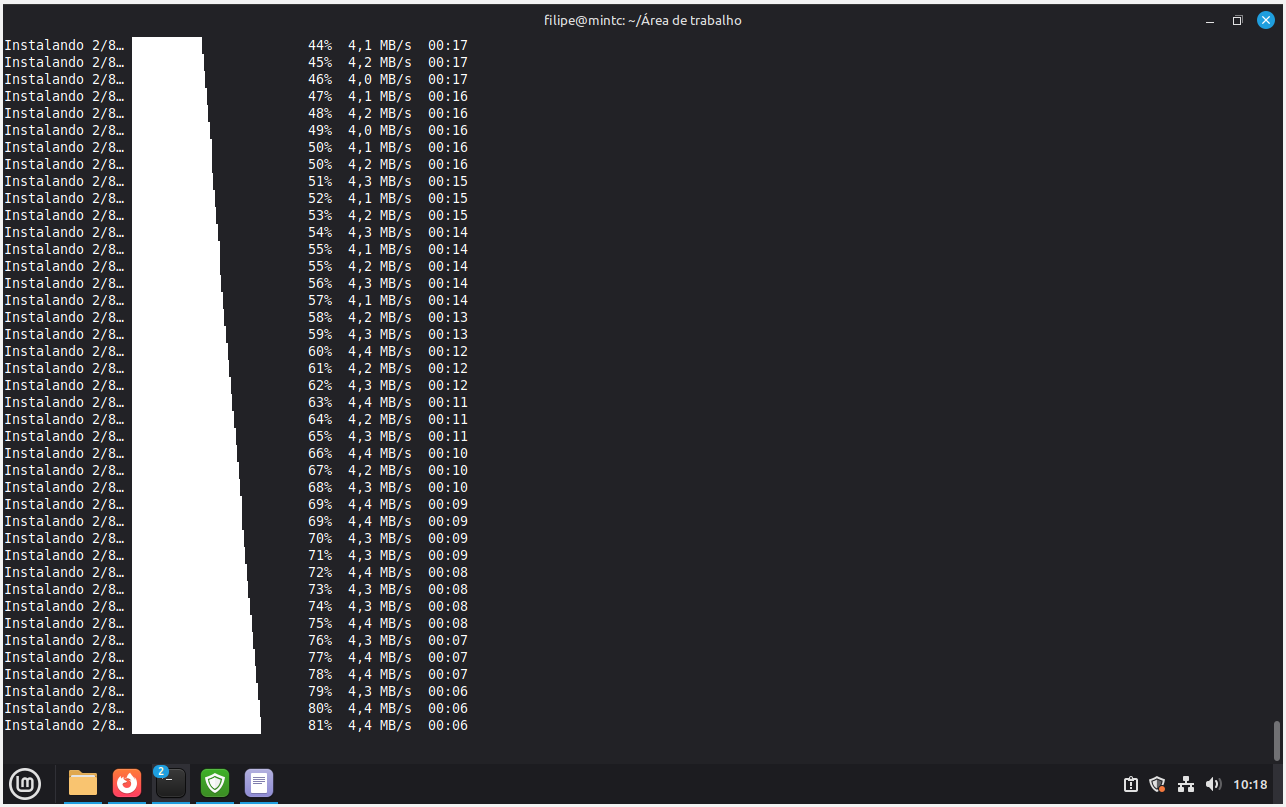 filipe@mintc: ~/Área de trabalho
Instalando 2/8… 44% 4,1 MB/s 00:17
Instalando 2/8… 45% 4,2 MB/s 00:17
Instalando 2/8… 46% 4,0 MB/s 00:17
Instalando 2/8… 47% 4,1 MB/s 00:16
Instalando 2/8… 48% 4,2 MB/s 00:16
Instalando 2/8… 49% 4,0 MB/s 00:16
Instalando 2/8… 50% 4,1 MB/s 00:16
Instalando 2/8… 50% 4,2 MB/s 00:16
Instalando 2/8… 51% 4,3 MB/s 00:15
Instalando 2/8… 52% 4,1 MB/s 00:15
Instalando 2/8… 53% 4,2 MB/s 00:15
Instalando 2/8… 54% 4,3 MB/s 00:14
Instalando 2/8… 55% 4,1 MB/s 00:14
Instalando 2/8… 55% 4,2 MB/s 00:14
Instalando 2/8… 56% 4,3 MB/s 00:14
Instalando 2/8… 57% 4,1 MB/s 00:14
Instalando 2/8… 58% 4,2 MB/s 00:13
Instalando 2/8… 59% 4,3 MB/s 00:13
Instalando 2/8… 60% 4,4 MB/s 00:12
Instalando 2/8… 61% 4,2 MB/s 00:12
Instalando 2/8… 62% 4,3 MB/s 00:12
Instalando 2/8… 63% 4,4 MB/s 00:11
Instalando 2/8… 64% 4,2 MB/s 00:11
Instalando 2/8… 65% 4,3 MB/s 00:11
Instalando 2/8… 66% 4,4 MB/s 00:10
Instalando 2/8… 67% 4,2 MB/s 00:10
Instalando 2/8… 68% 4,3 MB/s 00:10
Instalando 2/8… 69% 4,4 MB/s 00:09
Instalando 2/8… 69% 4,4 MB/s 00:09
Instalando 2/8… 70% 4,3 MB/s 00:09
Instalando 2/8… 71% 4,3 MB/s 00:09
Instalando 2/8… 72% 4,4 MB/s 00:08
Instalando 2/8… 73% 4,3 MB/s 00:08
Instalando 2/8… 74% 4,3 MB/s 00:08
Instalando 2/8… 75% 4,4 MB/s 00:08
Instalando 2/8… 76% 4,3 MB/s 00:07
Instalando 2/8… 77% 4,4 MB/s 00:07
Instalando 2/8… 78% 4,4 MB/s 00:07
Instalando 2/8… 79% 4,3 MB/s 00:06
Instalando 2/8… 80% 4,4 MB/s 00:06
Instalando 2/8… 81% 4,4 MB/s 00:06
2
10:18